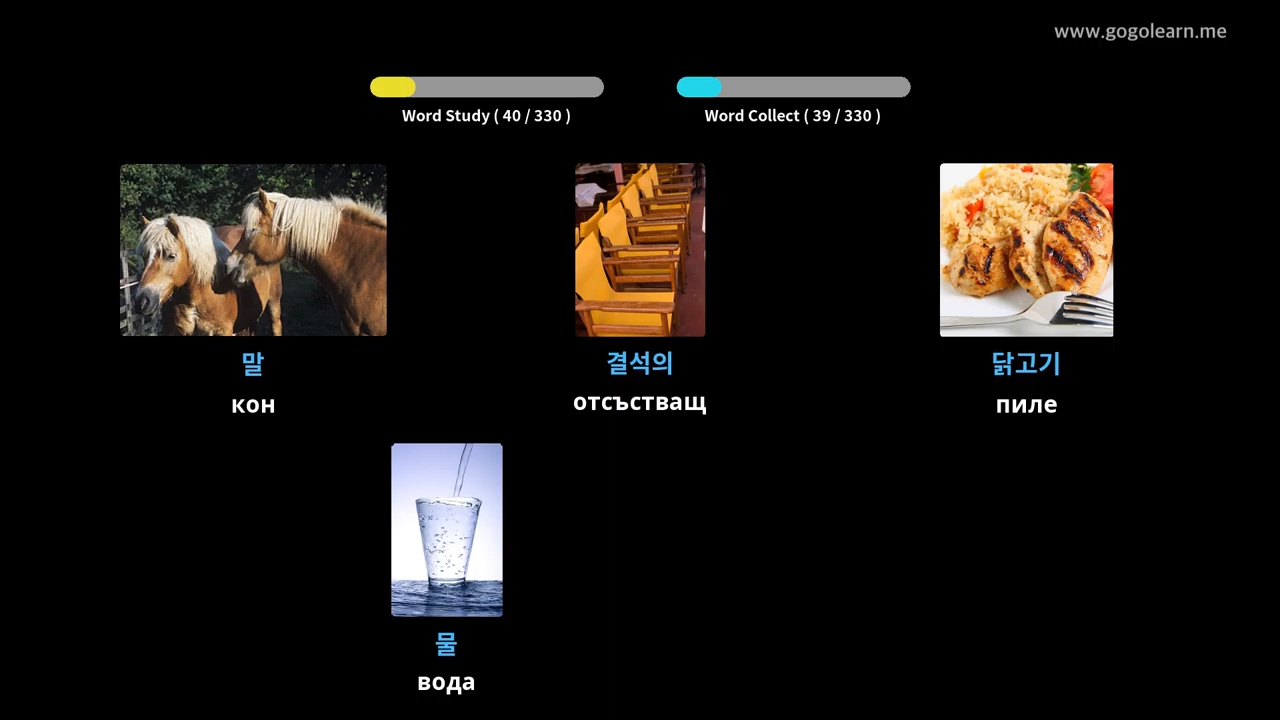 www.gogolearn.me
Word Study ( 40 / 330 )
Word Collect ( 39 / 330 )
말
결석의
닭고기
кон
отсъстващ
пиле
물
вода